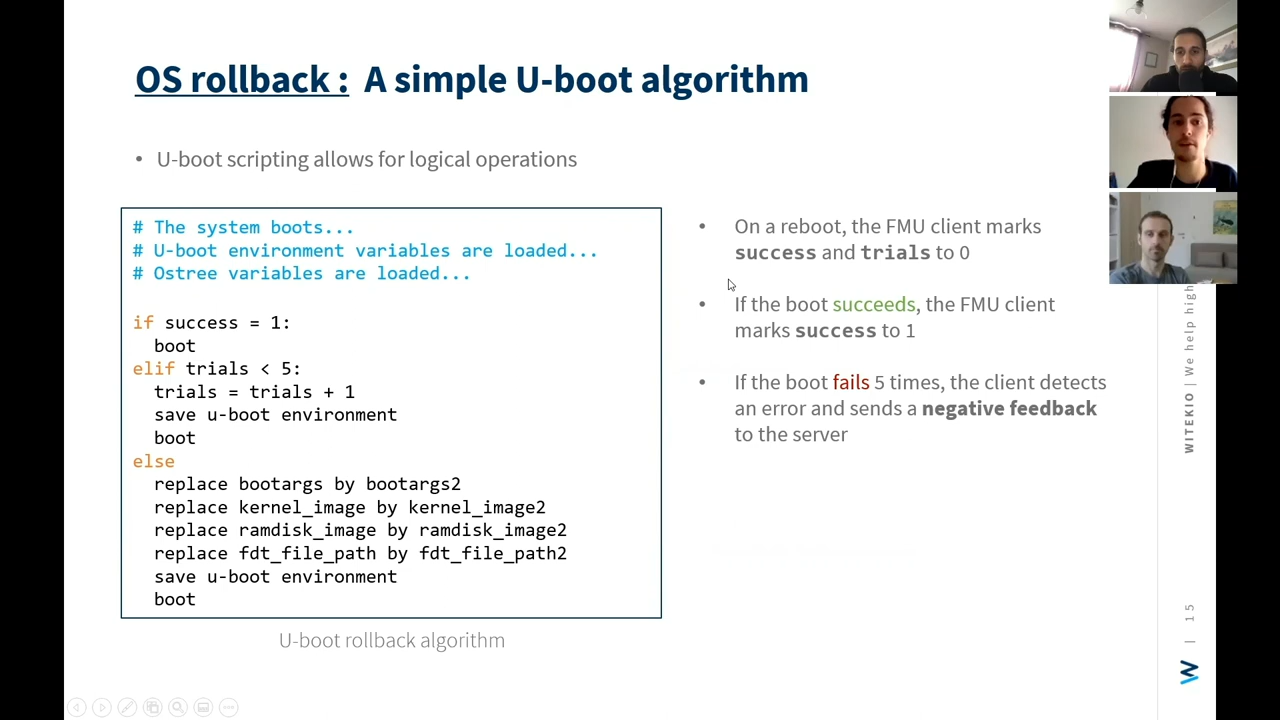 OS rollback : A simple U-boot algorithm
• U-boot scripting allows for logical operations
# The system boots...
# U-boot environment variables are loaded...
# Ostree variables are loaded...
if success = 1:
boot
elif trials < 5:
trials = trials + 1
save u-boot environment
boot
else
replace bootargs by bootargs2
replace kernel_image by kernel_image2
replace ramdisk_image by ramdisk_image2
replace fdt_file_path by fdt_file_path2
save u-boot environment
boot
U-boot rollback algorithm
• On a reboot, the FMU client marks
success and trials to 0
• If the boot succeeds, the FMU client
marks success to 1
• If the boot fails 5 times, the client detects
an error and sends a negative feedback
to the server
WITEKIO | We help high
| 15
W